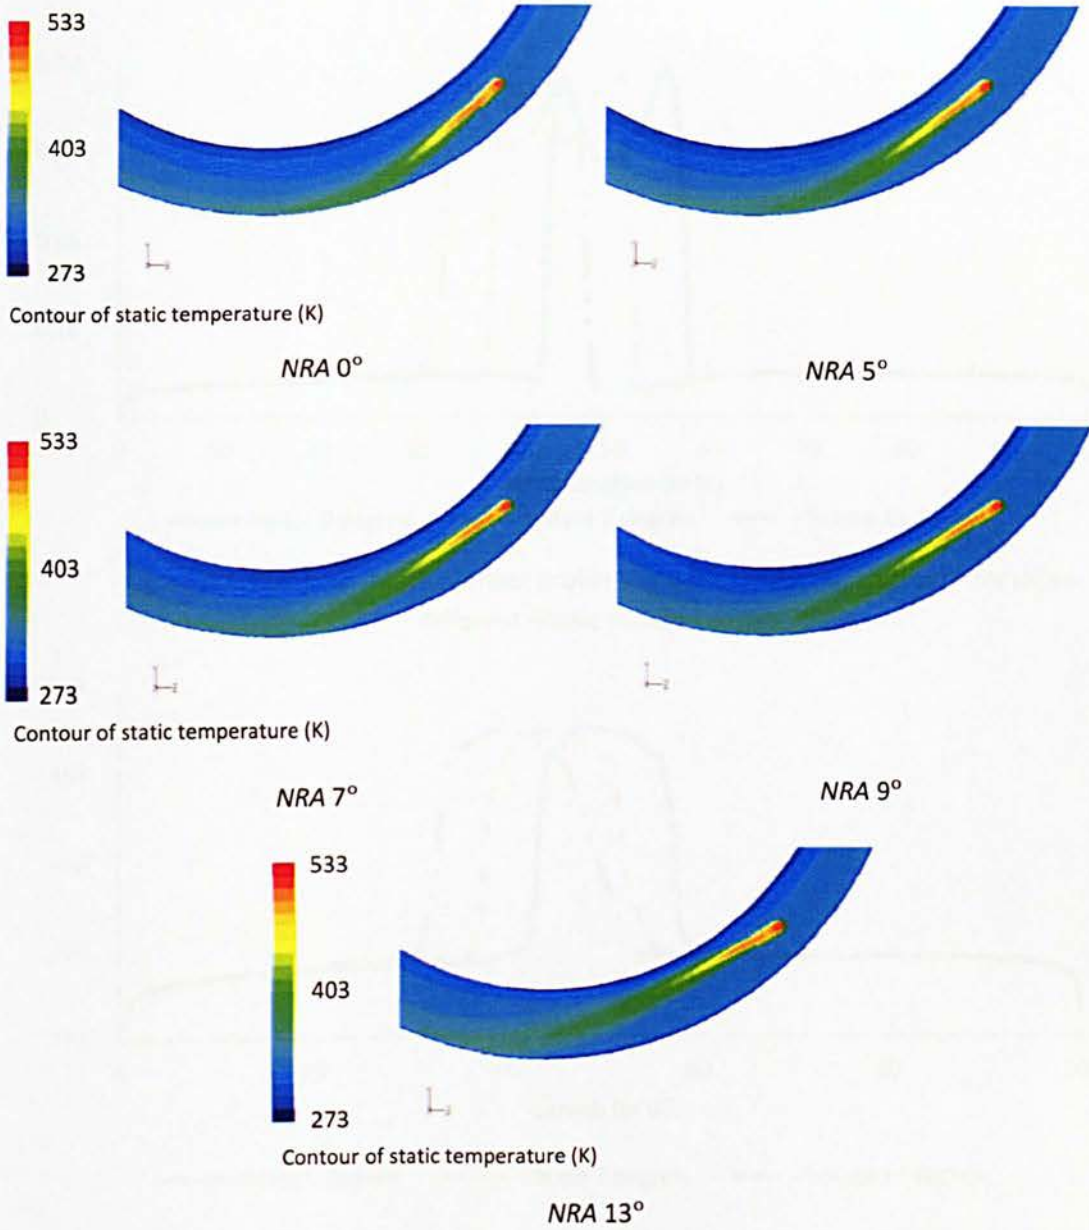 533
403
273
Contour of static temperature (K)
NRA 0°
NRA 5°
533
403
273
Contour of static temperature (K)
NRA 7°
NRA 9°
533
403
273
Contour of static temperature (K)
NRA 13°